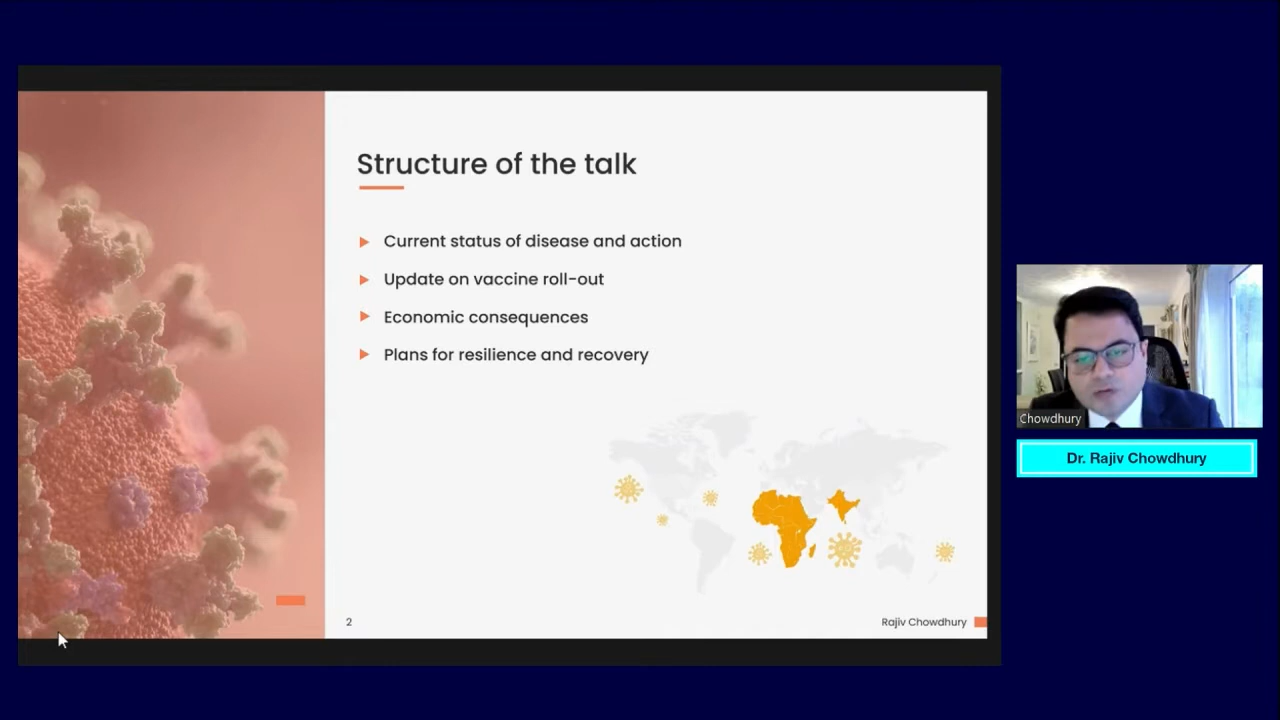 Structure of the talk
Current status of disease and action
Update on vaccine roll-out
Economic consequences
Plans for resilience and recovery
2
Rajiv Chowdhury
Chowdhury
Dr. Rajiv Chowdhury